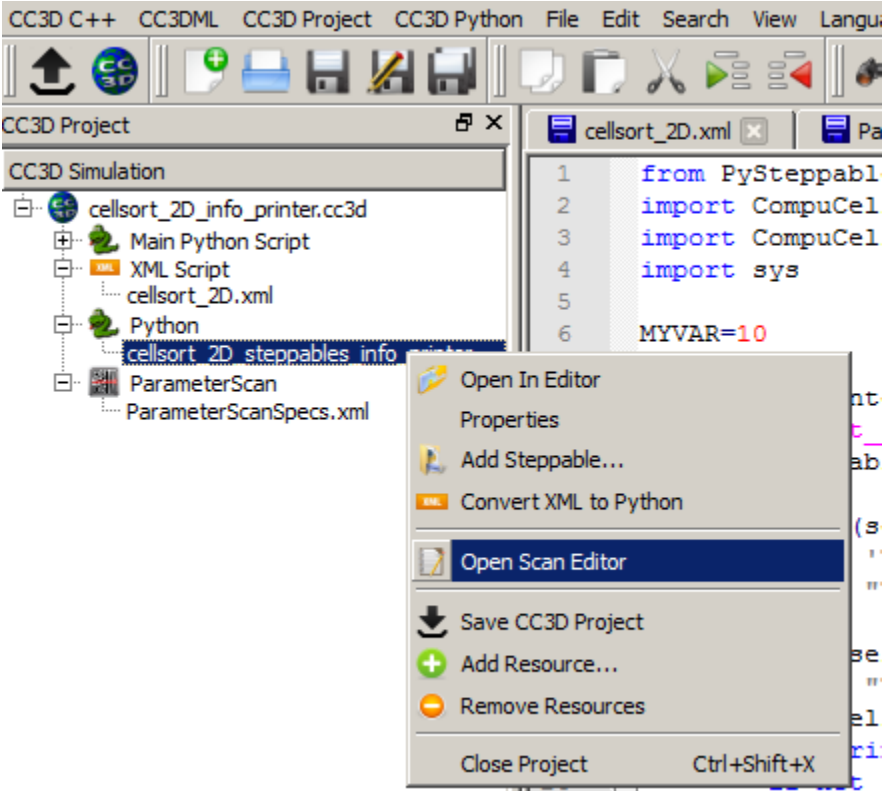 CC3D C++ CC3DML CC3D Project CC3D Python File Edit Search View
CC3D Project
cellsort_2D.xml
CC3D Simulation
cellsort_2D_info_printer.cc3d
Main Python Script
XML Script
cellsort_2D.xml
Python
cellsort_2D_steppables_info_printer
ParameterScan
ParameterScanSpecs.xml
1 from PySteppabl
2 import CompuCel
3 import CompuCel
4 import sys
5
6 MYVAR=10
Open In Editor
Properties
Add Steppable...
Convert XML to Python
Open Scan Editor
Save CC3D Project
Add Resource...
Remove Resources
Close Project Ctrl+Shift+X